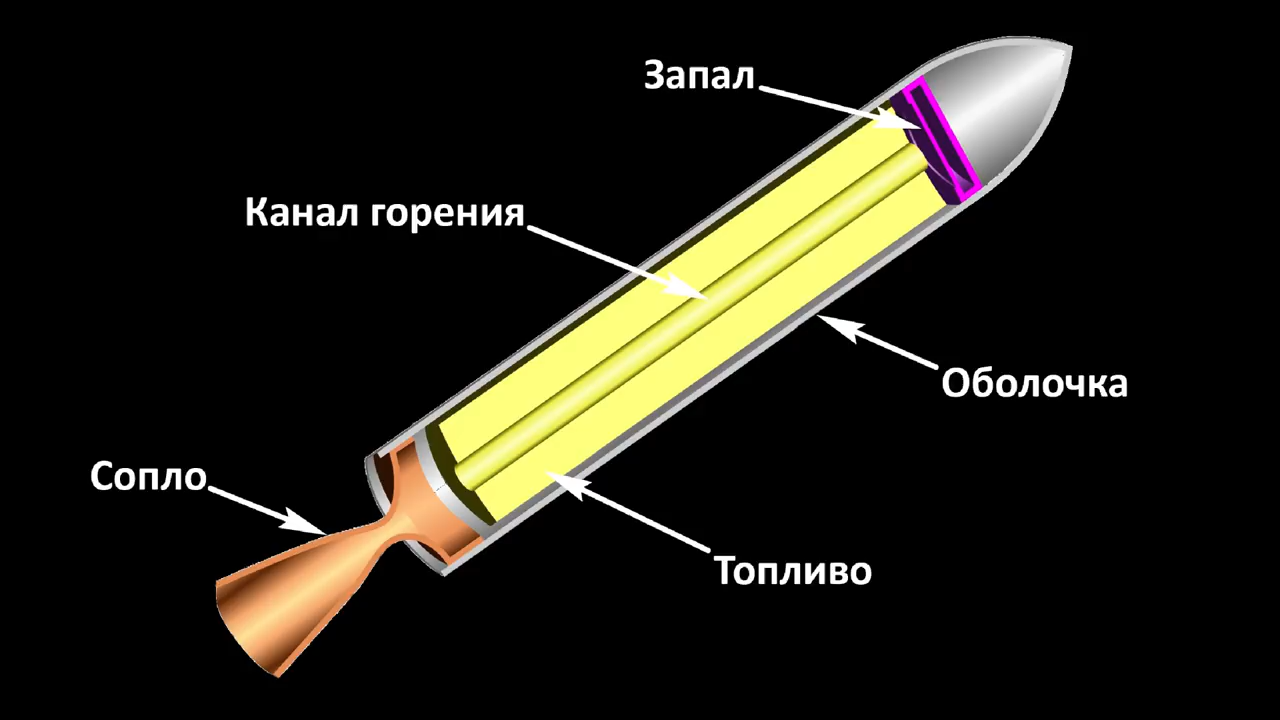 Запал
Канал горения
Оболочка
Сопло
Топливо